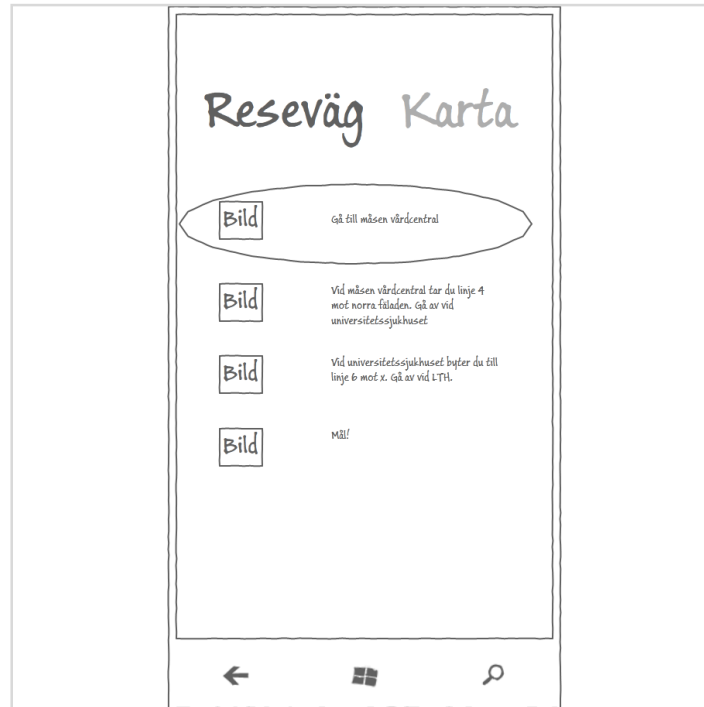 Reseväg Karta
Bild
Gå till måsen vårdcentral
Bild
Vid måsen vårdcentral tar du linje 4
mot norra fäladen. Gå av vid
universitetssjukhuset
Bild
Vid universitetssjukhuset byter du till
linje 6 mot x. Gå av vid LTH.
Bild
Mål!